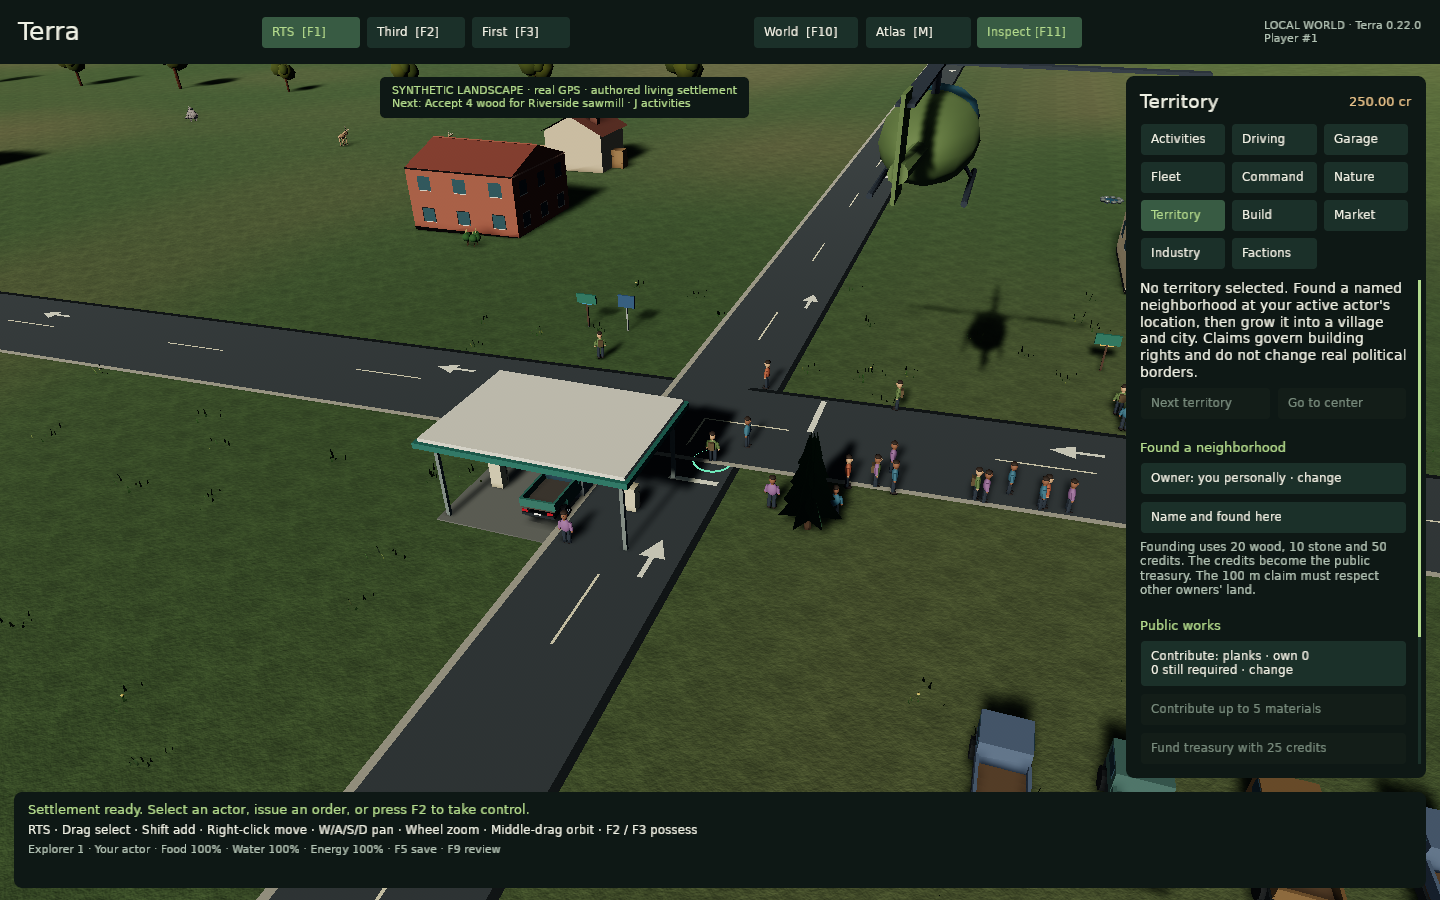 Terra
RTS [F1]
Third [F2]
First [F3]
World [F10]
Atlas [M]
Inspect [F11]
LOCAL WORLD · Terra 0.22.0
Player #1
SYNTHETIC LANDSCAPE · real GPS · authored living settlement
Next: Accept 4 wood for Riverside sawmill · J activities
Territory
250.00 cr
Activities
Driving
Garage
Fleet
Command
Nature
Territory
Build
Market
Industry
Factions
No territory selected. Found a named
neighborhood at your active actor's
location, then grow it into a village
and city. Claims govern building
rights and do not change real political
borders.
Next territory
Go to center
Found a neighborhood
Owner: you personally · change
Name and found here
Founding uses 20 wood, 10 stone and 50
credits. The credits become the public
treasury. The 100 m claim must respect
other owners' land.
Public works
Contribute: planks · own 0
0 still required · change
Contribute up to 5 materials
Fund treasury with 25 credits
Settlement ready. Select an actor, issue an order, or press F2 to take control.
RTS · Drag select · Shift add · Right-click move · W/A/S/D pan · Wheel zoom · Middle-drag orbit · F2 / F3 possess
Explorer 1 · Your actor · Food 100% · Water 100% · Energy 100% · F5 save · F9 review